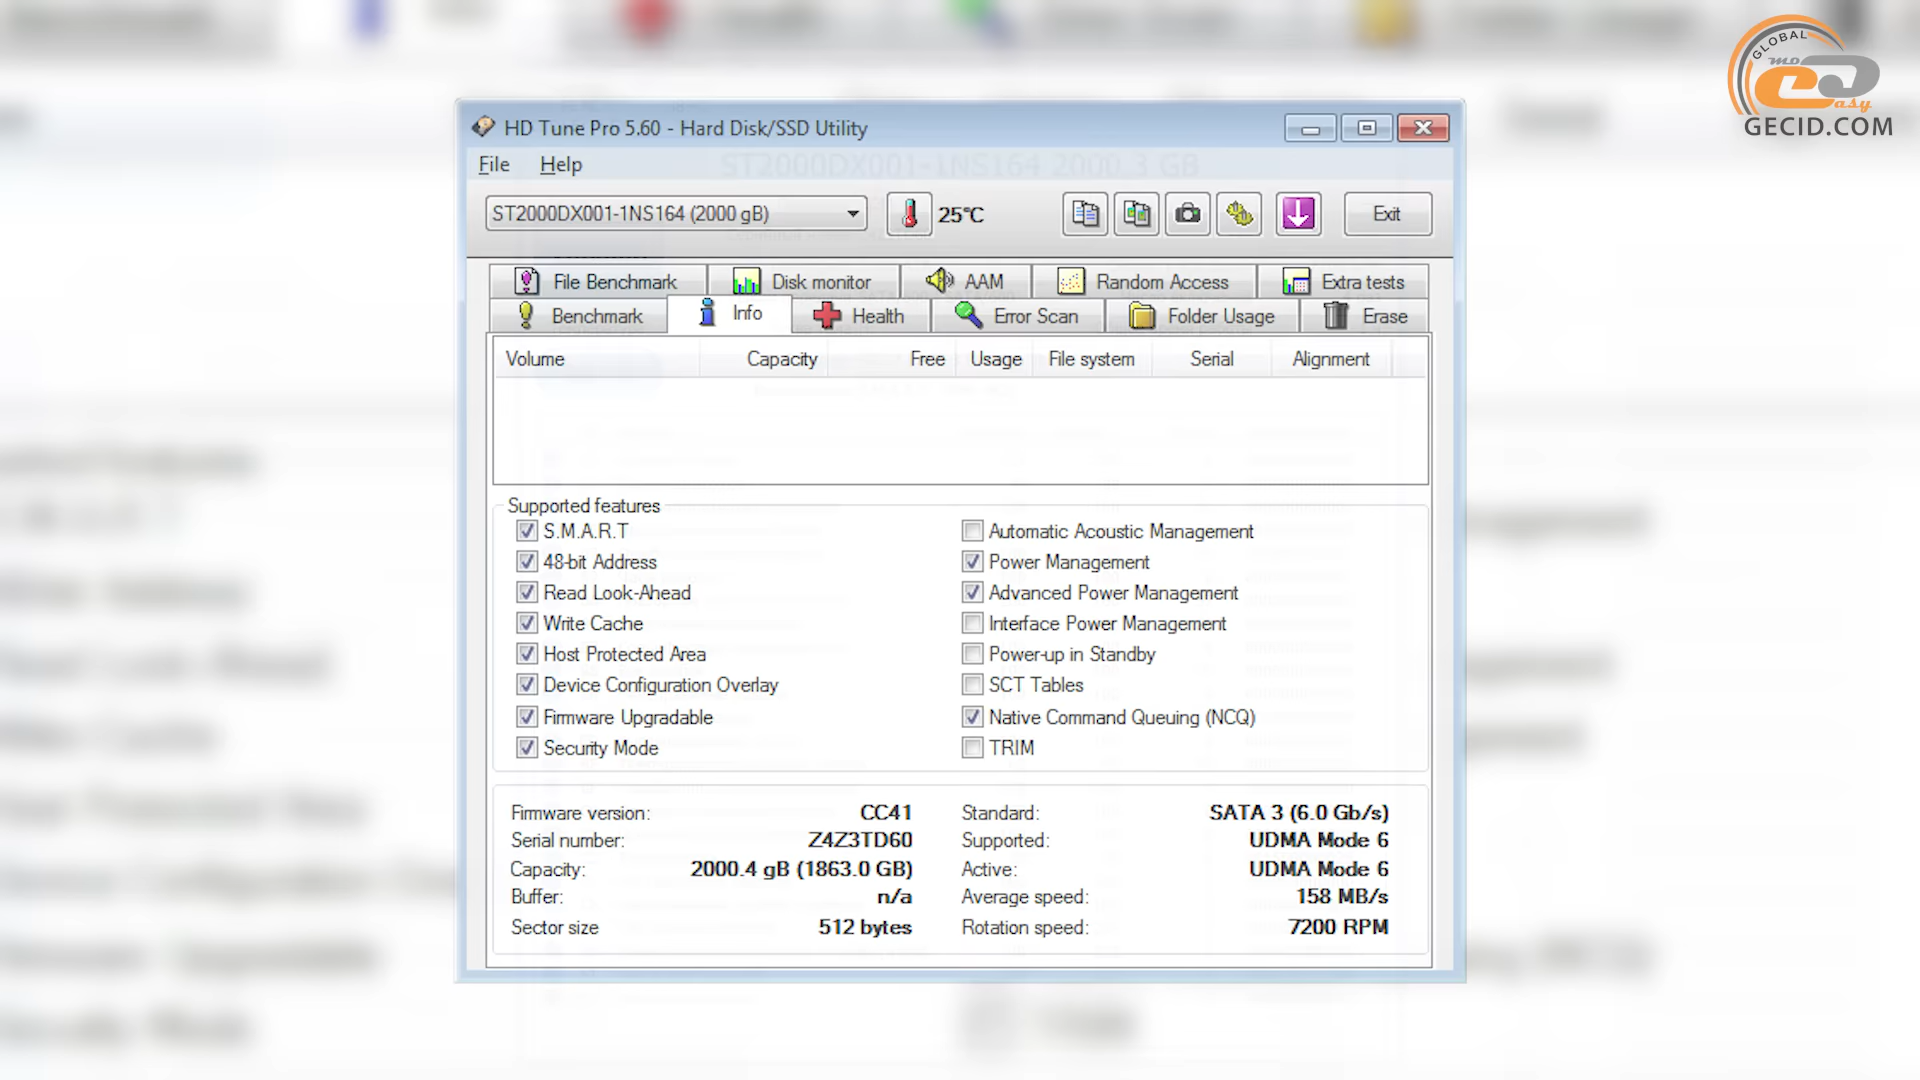 GLOBAL
easy
GECID.COM
HD Tune Pro 5.60 - Hard Disk/SSD Utility
File Help
ST2000DX001-1NS164 2000.3 GB
ST2000DX001-1NS164 (2000 gB) 25°C Exit
File Benchmark Disk monitor AAM Random Access Extra tests
Benchmark Info Health Error Scan Folder Usage Erase
Volume Capacity Free Usage File system Serial Alignment
Supported features
S.M.A.R.T Automatic Acoustic Management
48-bit Address Power Management
Read Look-Ahead Advanced Power Management
Write Cache Interface Power Management
Host Protected Area Power-up in Standby
Device Configuration Overlay SCT Tables
Firmware Upgradable Native Command Queuing (NCQ)
Security Mode TRIM
Firmware version: CC41 Standard: SATA 3 (6.0 Gb/s)
Serial number: Z4Z3TD60 Supported: UDMA Mode 6
Capacity: 2000.4 gB (1863.0 GB) Active: UDMA Mode 6
Buffer: n/a Average speed: 158 MB/s
Sector size 512 bytes Rotation speed: 7200 RPM